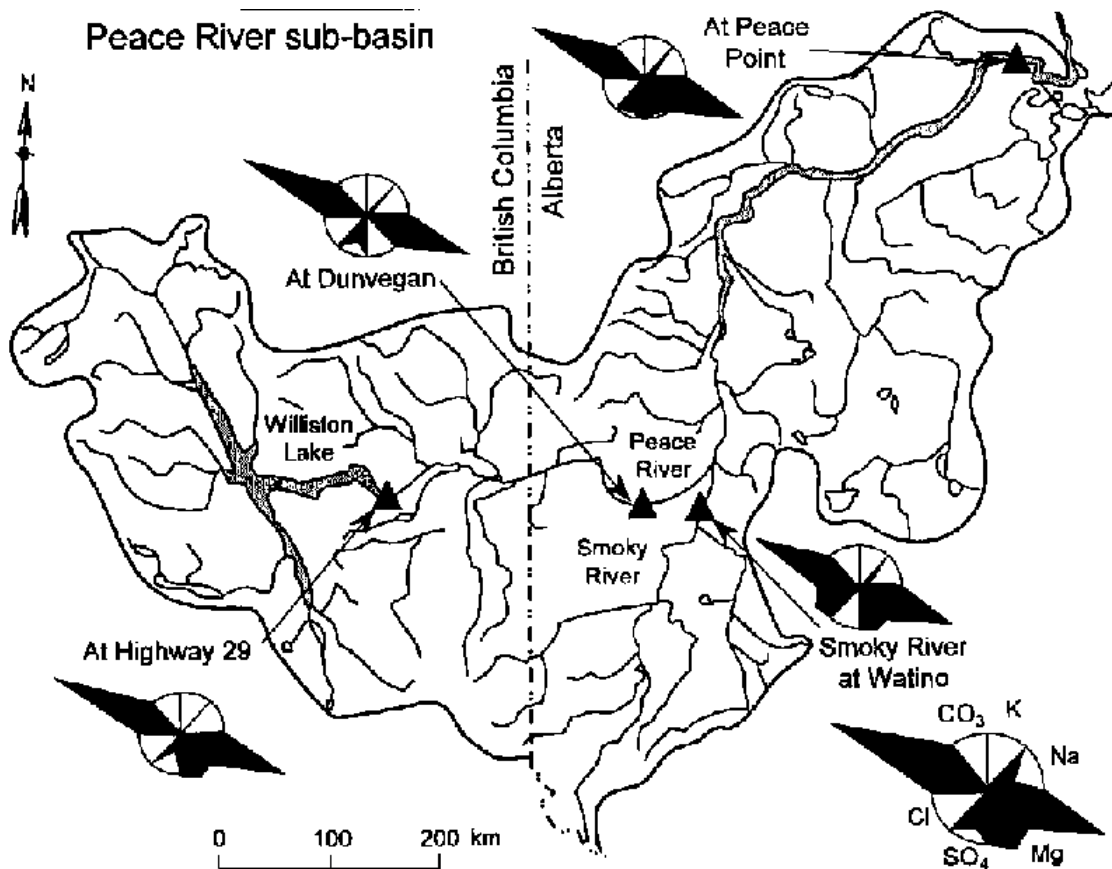 Peace River sub-basin
N
At Peace
Point
British Columbia
Alberta
At Dunvegan
Williston
Lake
Peace
River
Smoky
River
At Highway 29
Smoky River
at Watino
CO3
K
Na
Cl
SO4
Mg
0 100 200 km